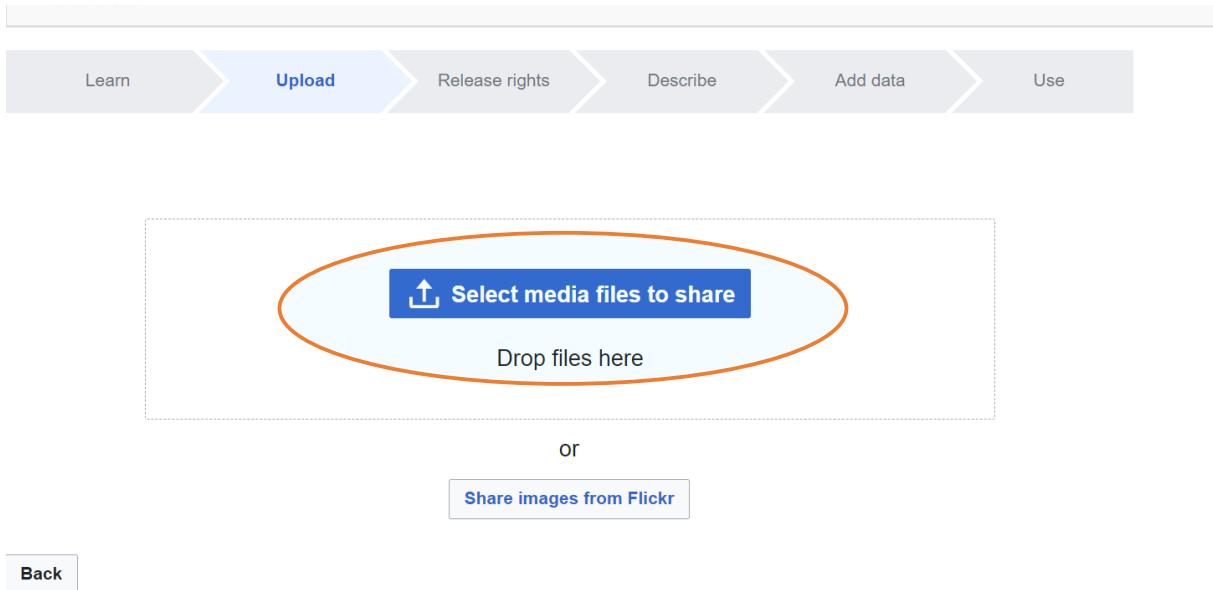 Learn
Upload
Release rights
Describe
Add data
Use
Select media files to share
Drop files here
or
Share images from Flickr
Back